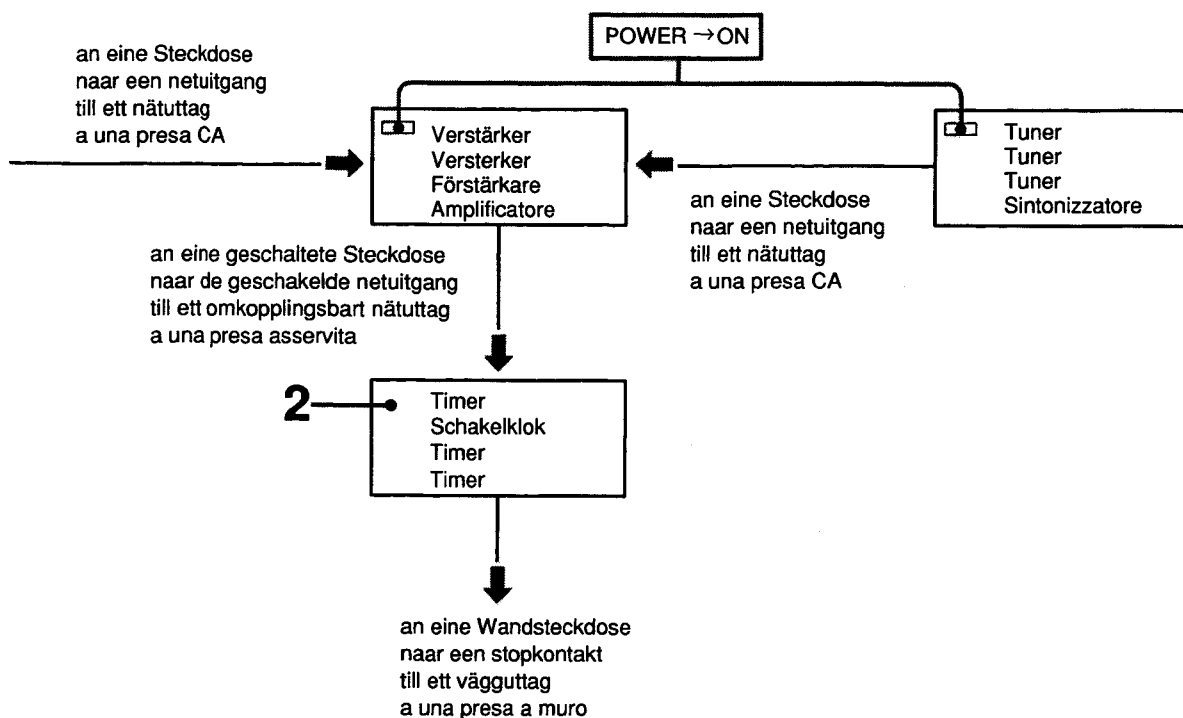 POWER →ON
an eine Steckdose
naar een netuitgang
till ett nätuttag
a una presa CA
Verstärker
Versterker
Förstärkare
Amplificatore
Tuner
Tuner
Tuner
Sintonizzatore
an eine Steckdose
naar een netuitgang
till ett nätuttag
a una presa CA
an eine geschaltete Steckdose
naar de geschakelde netuitgang
till ett omkopplingsbart nätuttag
a una presa asservita
2
Timer
Schakelklok
Timer
Timer
an eine Wandsteckdose
naar een stopkontakt
till ett vägguttag
a una presa a muro